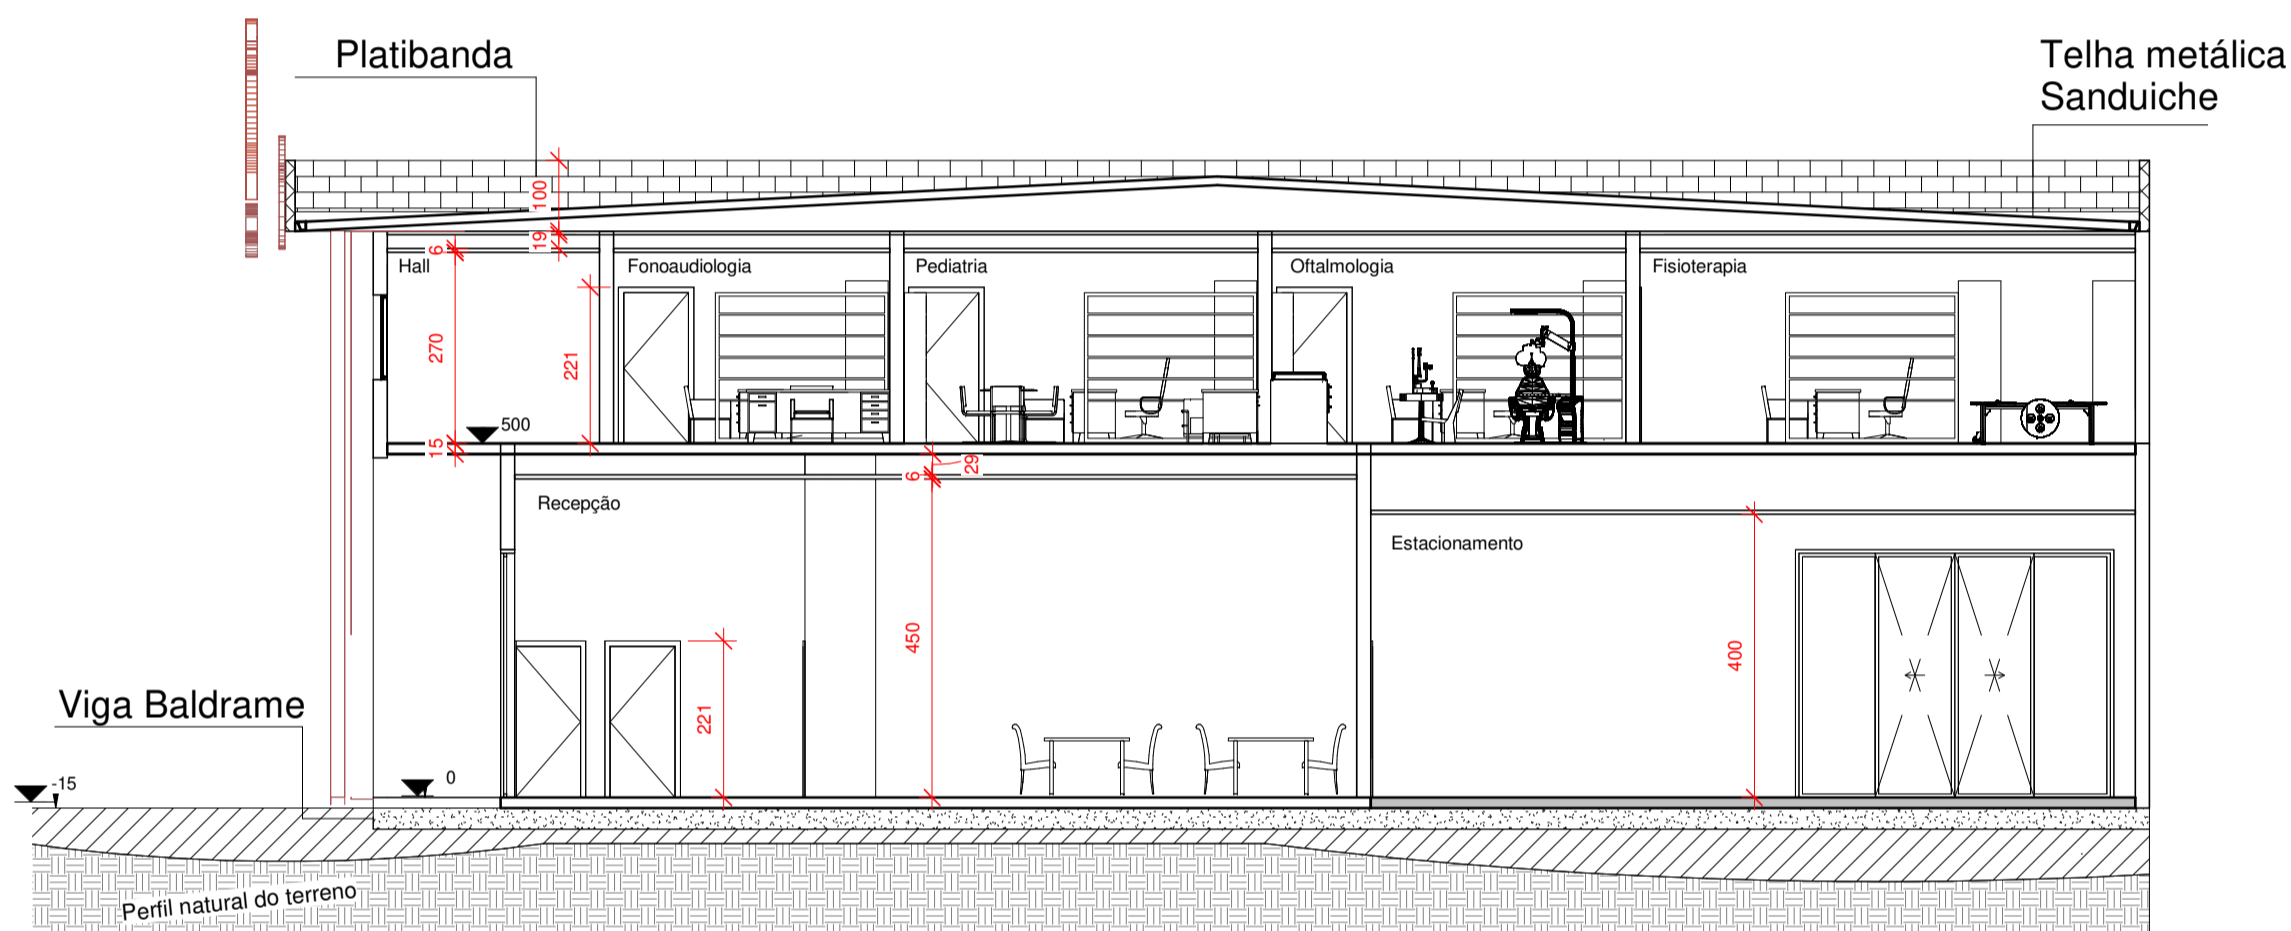 Platibanda
Telha metálica
Sanduiche
100
19
6
Hall
Fonoaudiologia
Pediatria
Oftalmologia
Fisioterapia
270
221
500
15
29
6
Recepção
Estacionamento
450
400
221
Viga Baldrame
-15
0
Perfil natural do terreno